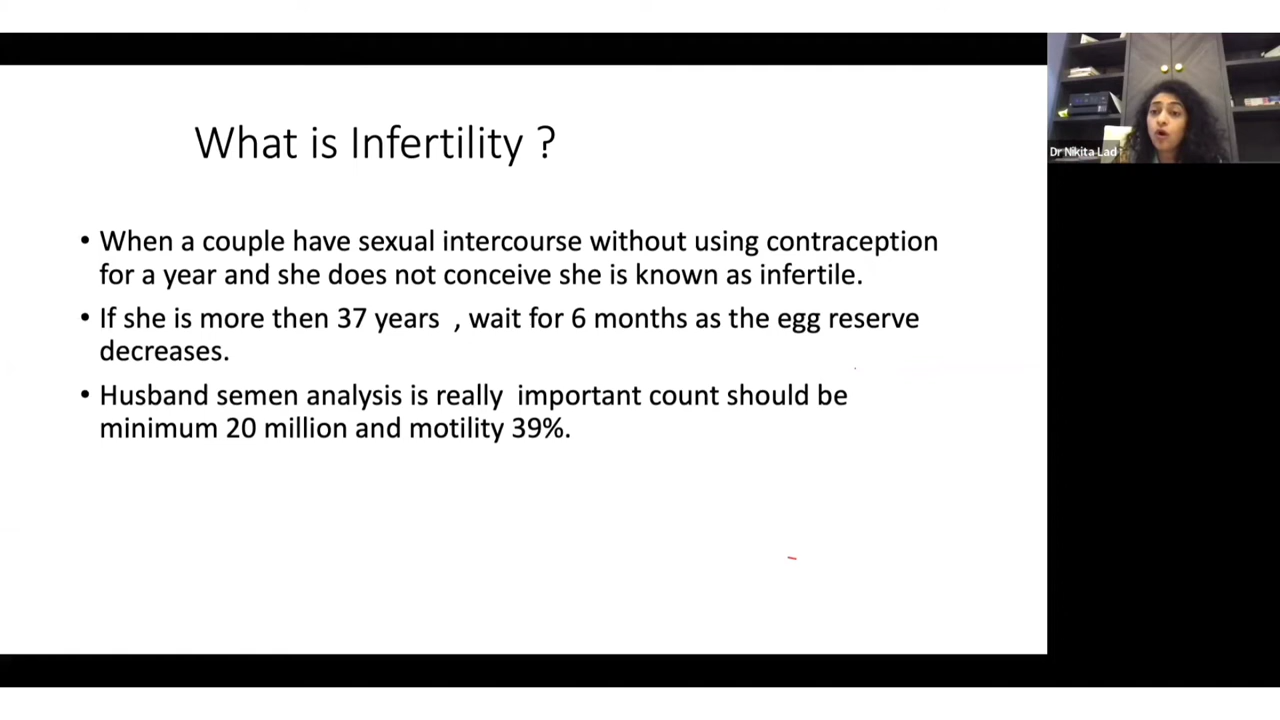 What is Infertility ?
• When a couple have sexual intercourse without using contraception
for a year and she does not conceive she is known as infertile.
• If she is more then 37 years , wait for 6 months as the egg reserve
decreases.
• Husband semen analysis is really important count should be
minimum 20 million and motility 39%.
Dr Nikita Lad